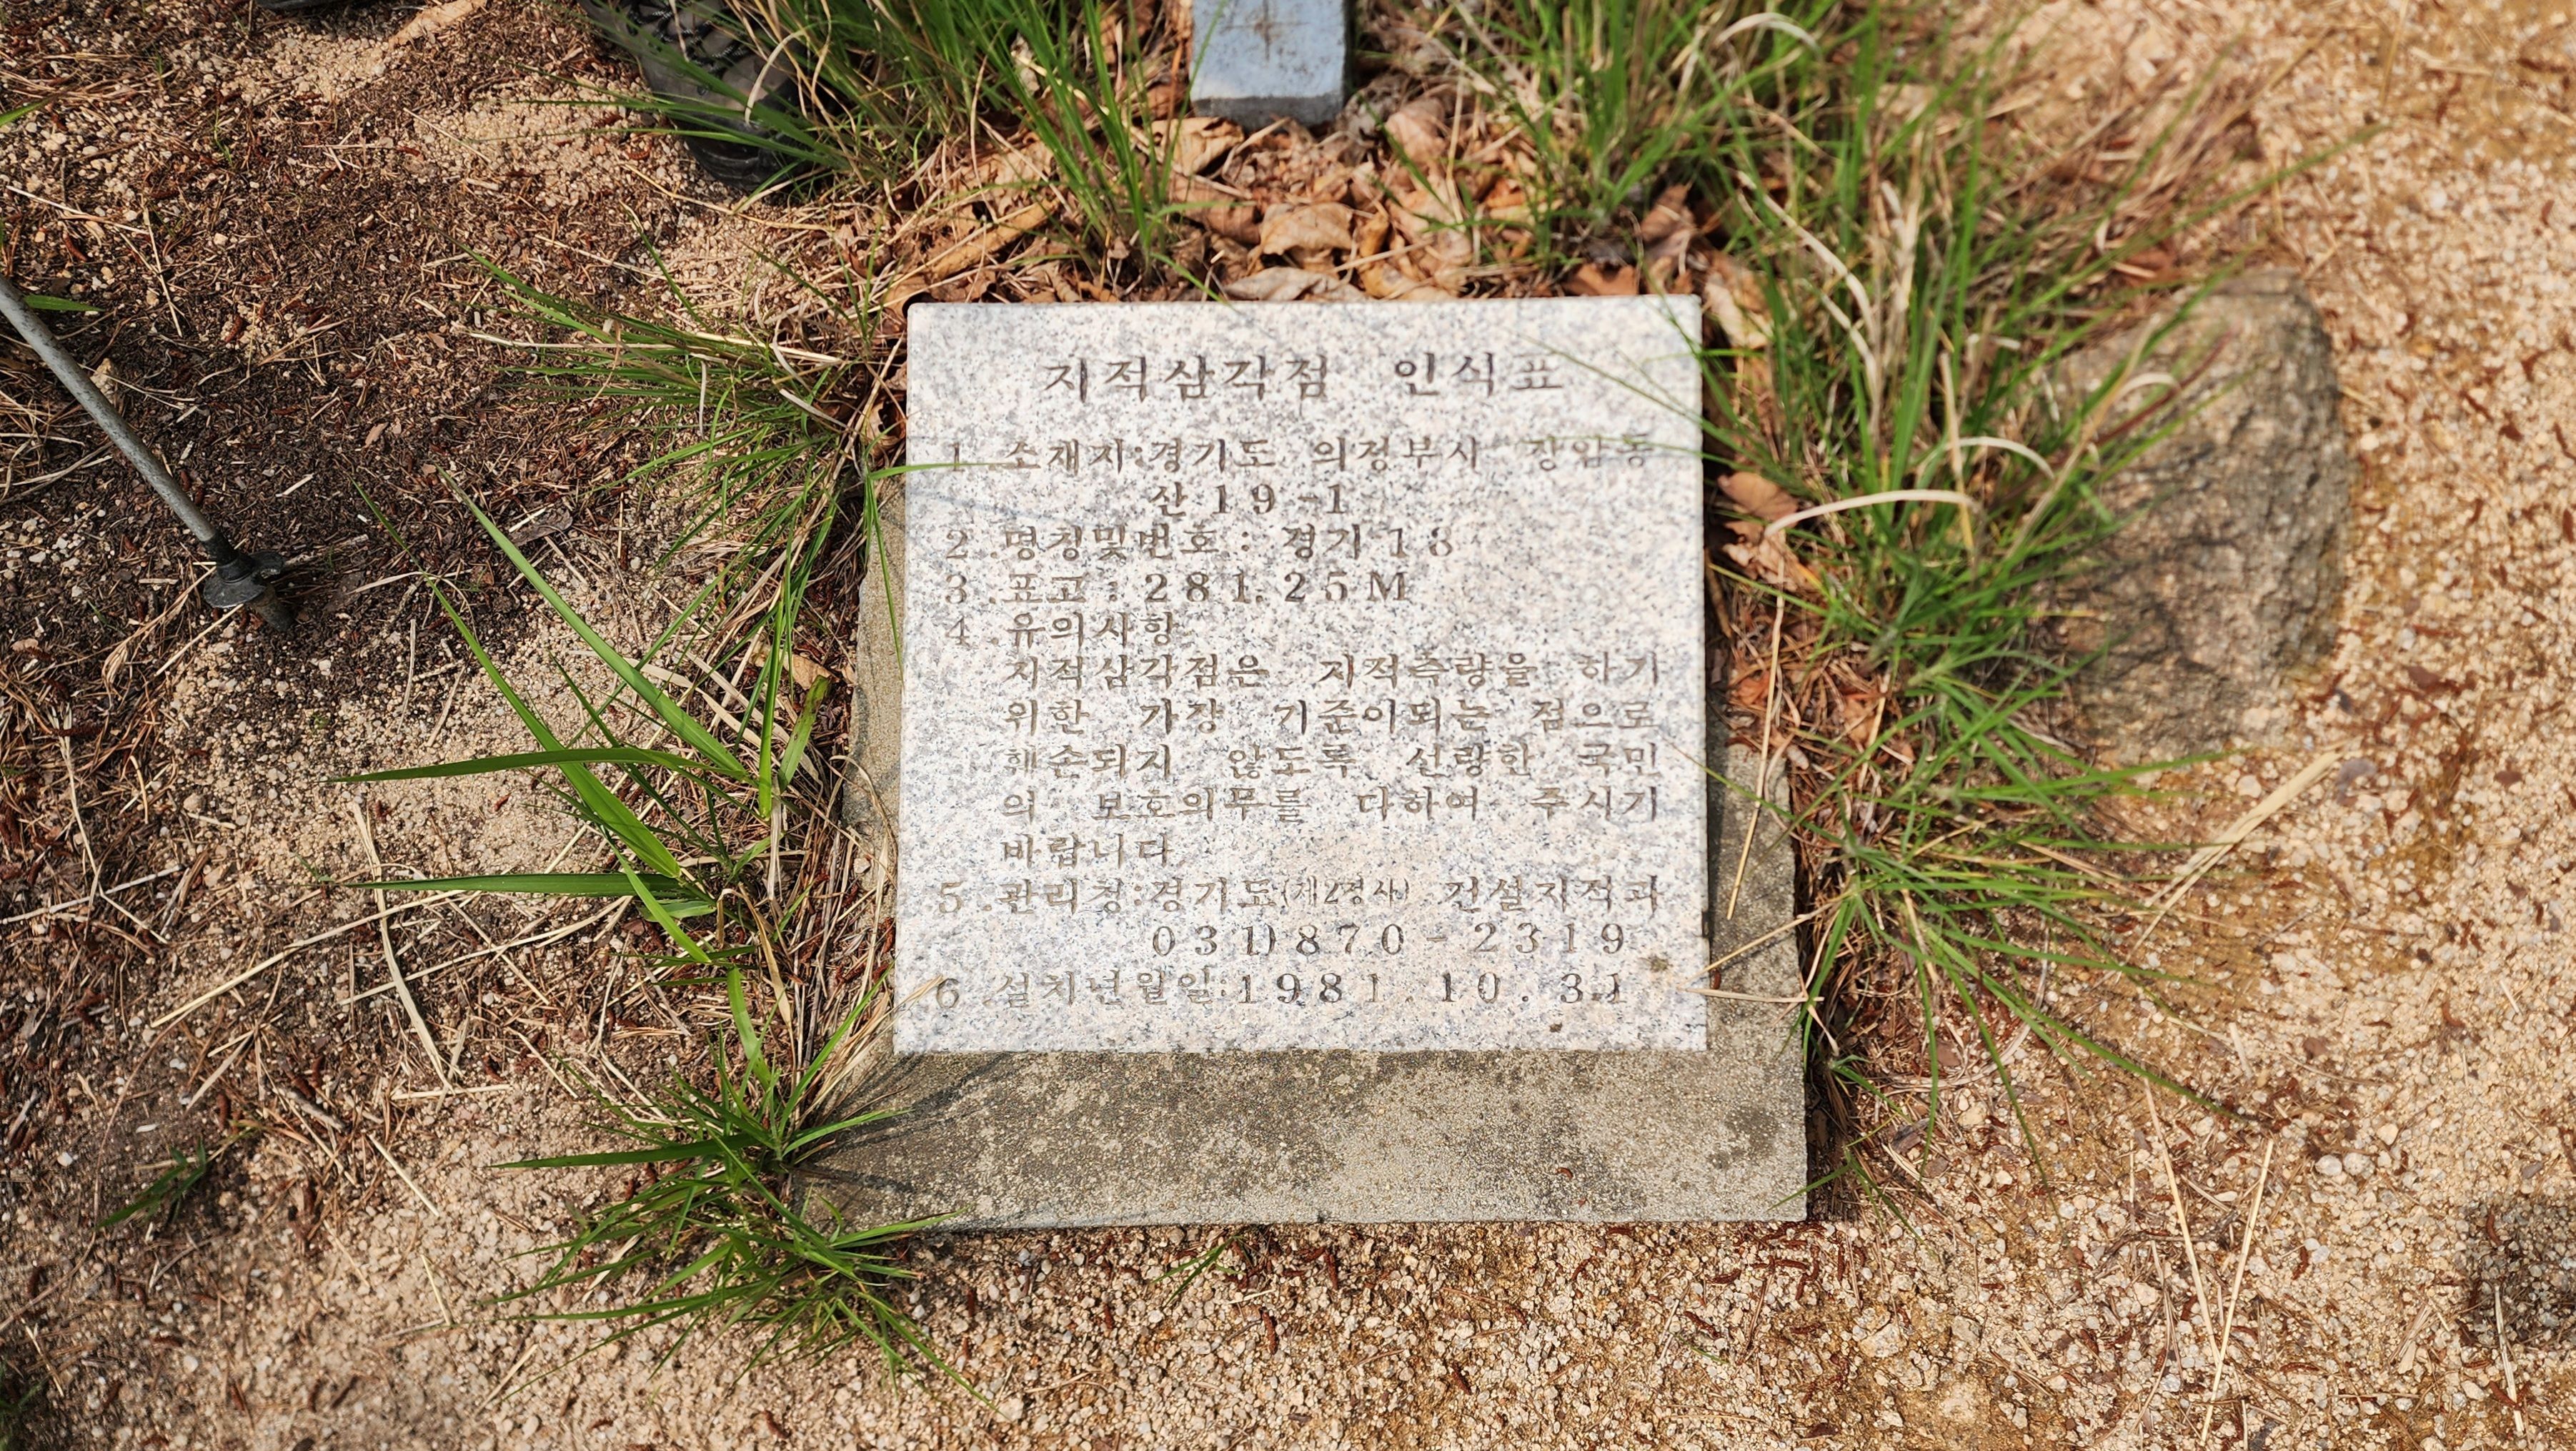 지적삼각점 인식표
1.소재지:경기도 의정부시 장암동
산19-1
2.명칭및번호: 경기18
3.표고:281.25M
4.유의사항
지적삼각점은 지적측량을 하기
위한 가장 기준이되는 점으로
훼손되지 않도록 선량한 국민
의 보호의무를 다하여 주시기
바랍니다
5.관리청:경기도(제2청사) 건설지적과
031)870-2319
6.설치년월일:1981.10.31